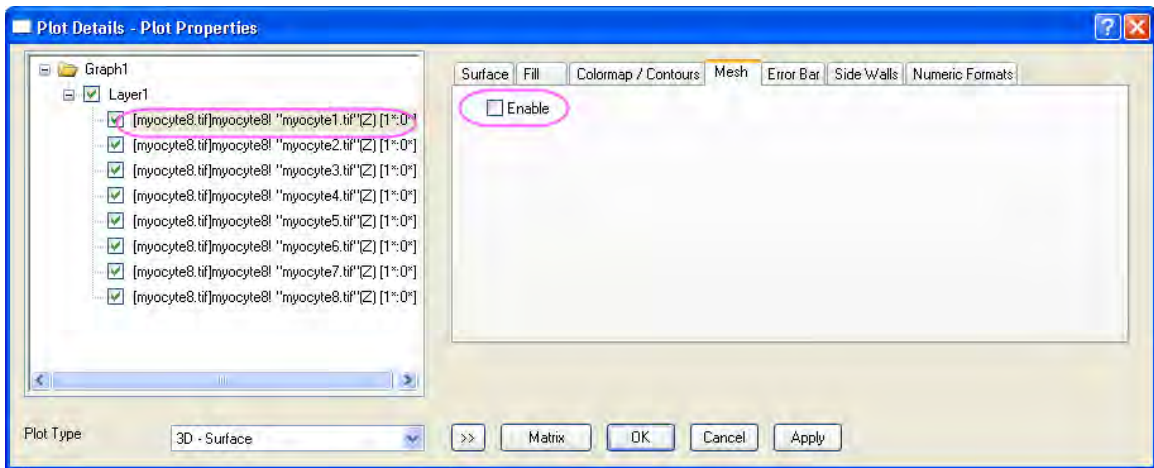 Plot Details - Plot Properties
Graph1
Layer1
[myocyte8.tif]myocyte8! "myocyte1.tif"(Z) [1*:0*]
[myocyte8.tif]myocyte8! "myocyte2.tif"(Z) [1*:0*]
[myocyte8.tif]myocyte8! "myocyte3.tif"(Z) [1*:0*]
[myocyte8.tif]myocyte8! "myocyte4.tif"(Z) [1*:0*]
[myocyte8.tif]myocyte8! "myocyte5.tif"(Z) [1*:0*]
[myocyte8.tif]myocyte8! "myocyte6.tif"(Z) [1*:0*]
[myocyte8.tif]myocyte8! "myocyte7.tif"(Z) [1*:0*]
[myocyte8.tif]myocyte8! "myocyte8.tif"(Z) [1*:0*]
Surface Fill Colormap / Contours Mesh Error Bar Side Walls Numeric Formats
Enable
Plot Type 3D - Surface >> Matrix OK Cancel Apply